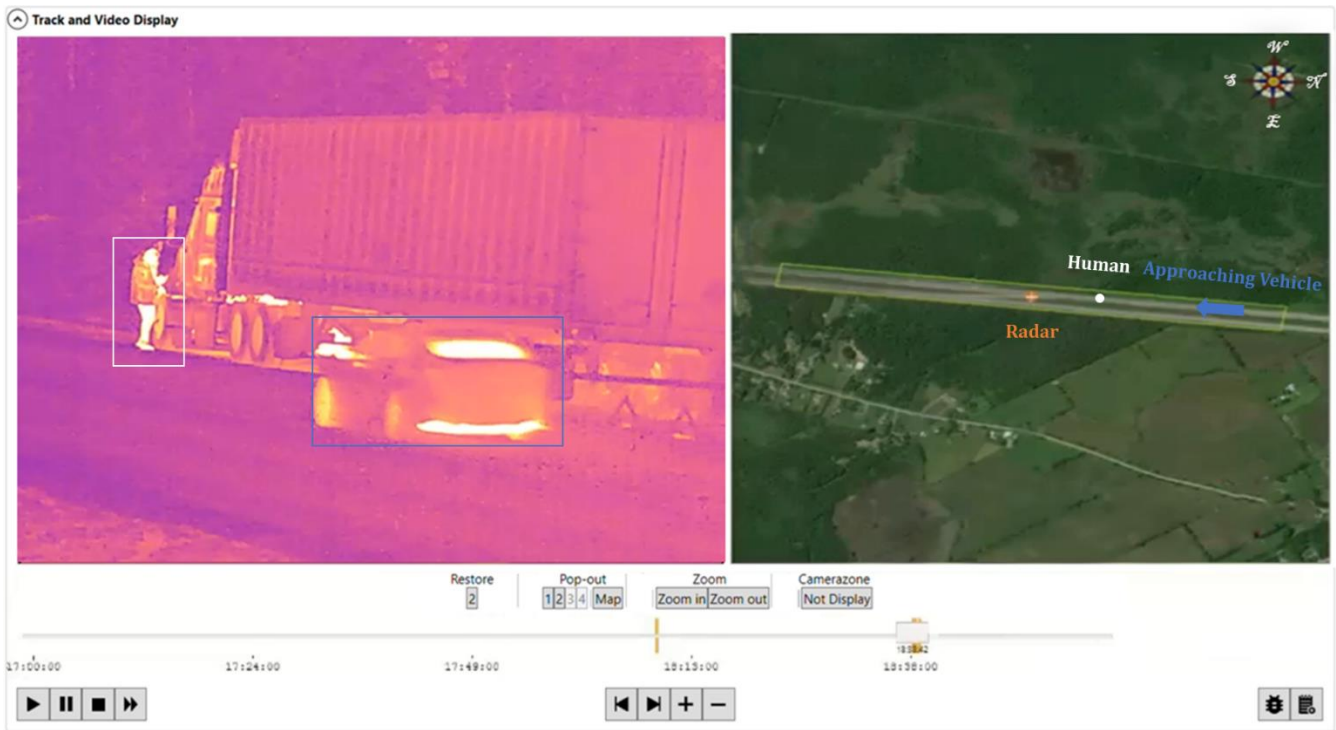 Track and Video Display
W
S
N
E
Human
Approaching Vehicle
Radar
Restore
Pop-out
Zoom
Camerazone
2
1 2 3 4 Map
Zoom in Zoom out
Not Display
17:00:00
17:24:00
17:49:00
18:13:00
18:38:00